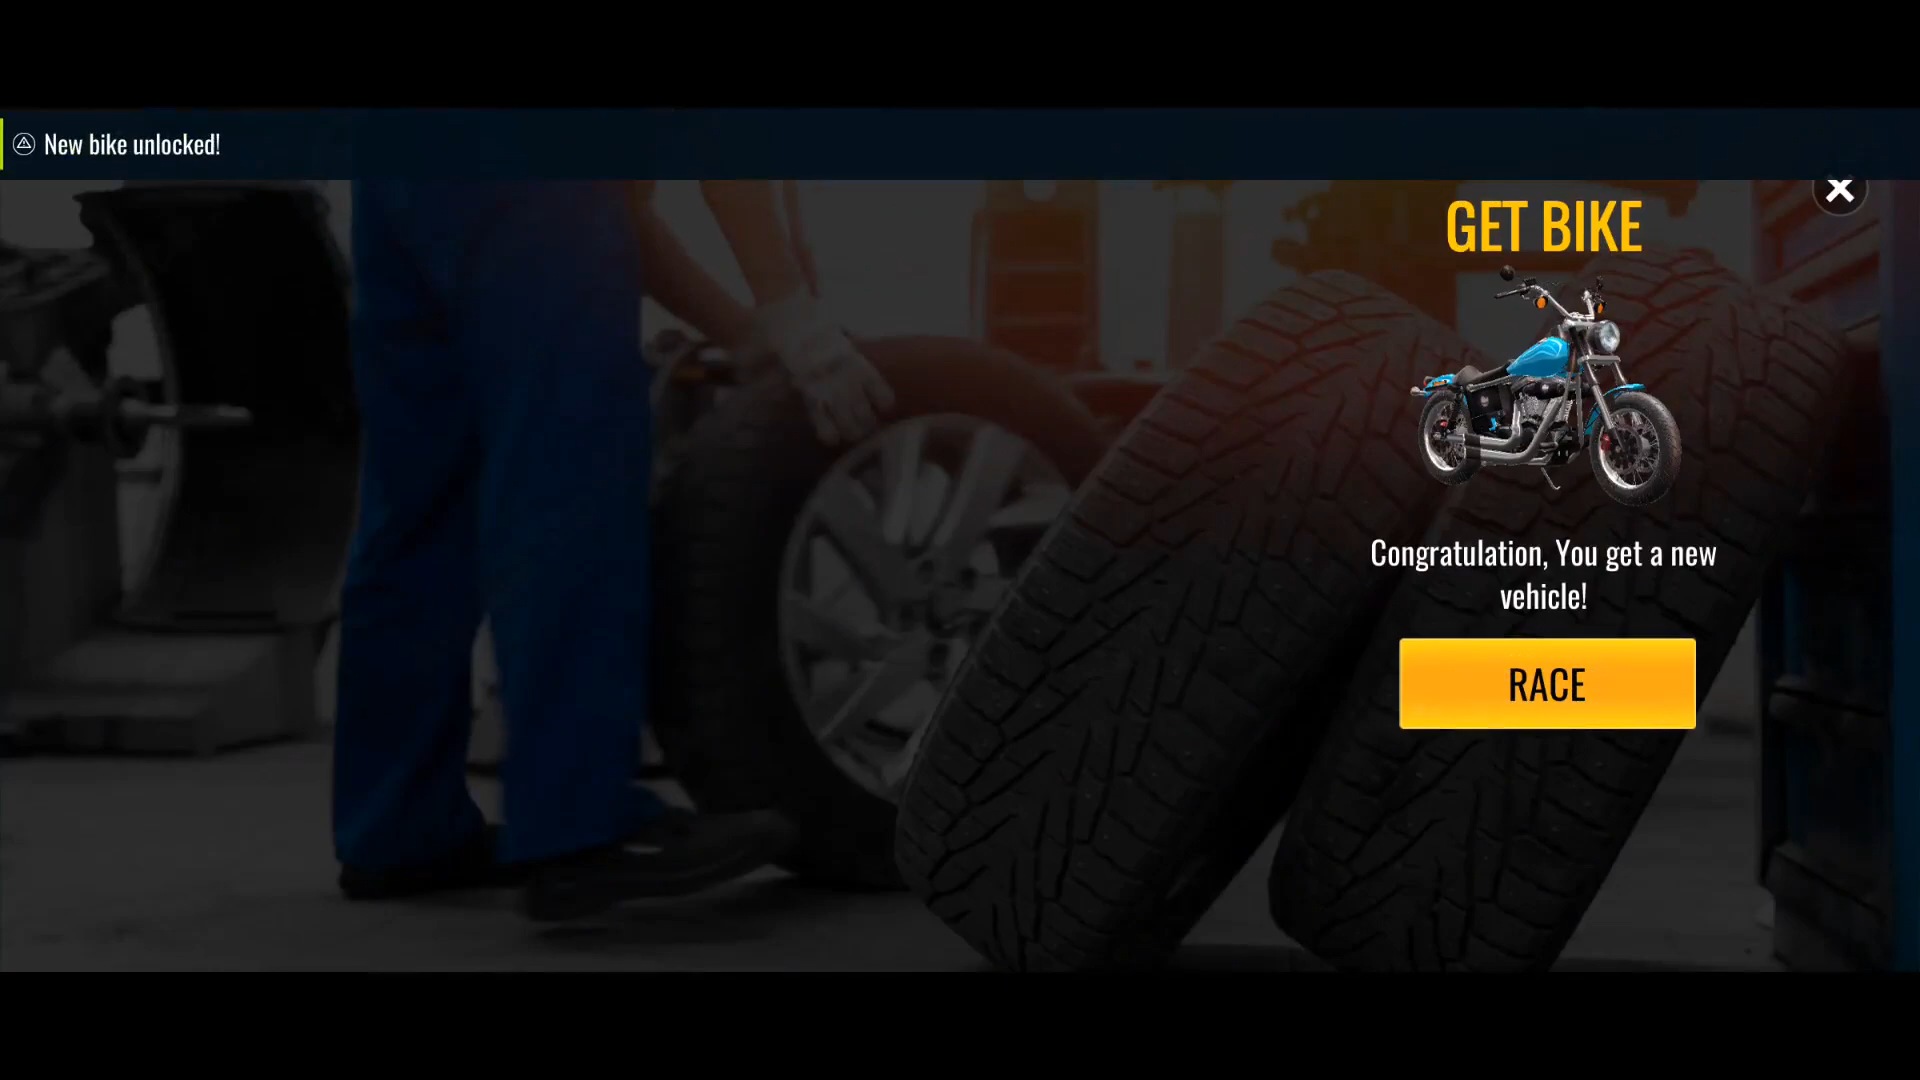 New bike unlocked!
GET BIKE
Congratulation, You get a new
vehicle!
RACE